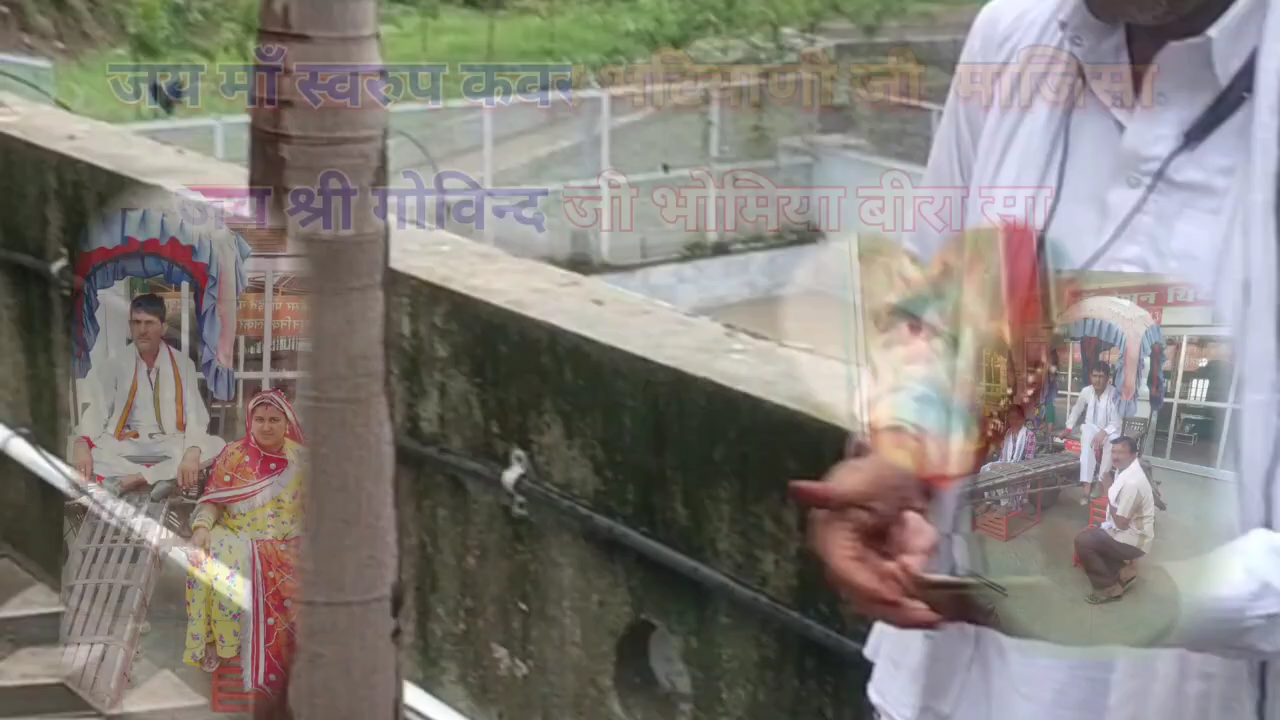 जय माँ स्वरुप कवर भटियाणी जी माजिसा
जय श्री गोविन्द जी भोमिया बीरा सा